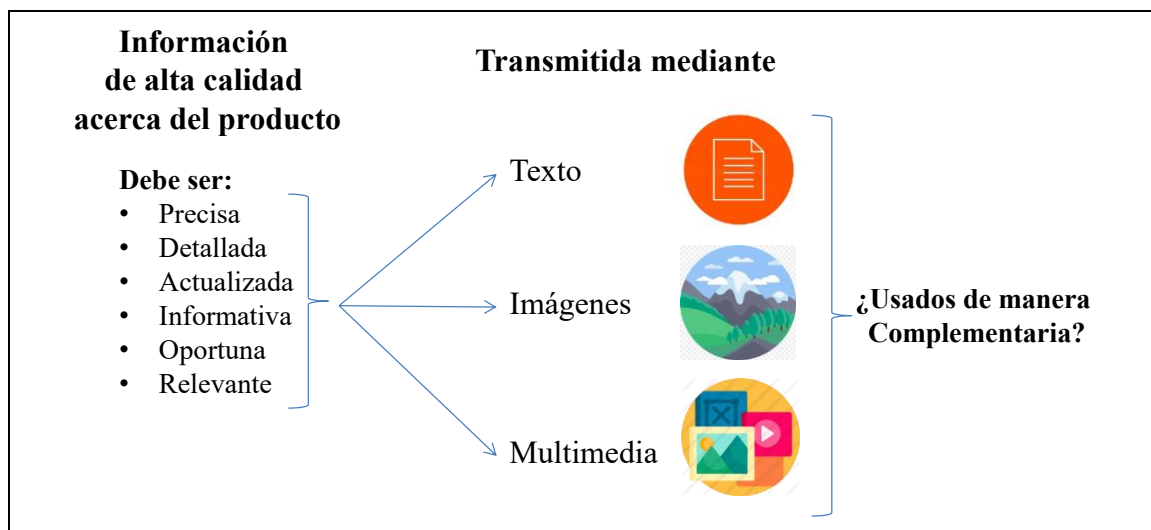 Información
de alta calidad
acerca del producto
Debe ser:
• Precisa
• Detallada
• Actualizada
• Informativa
• Oportuna
• Relevante
Transmitida mediante
Texto
Imágenes
Multimedia
¿Usados de manera
Complementaria?